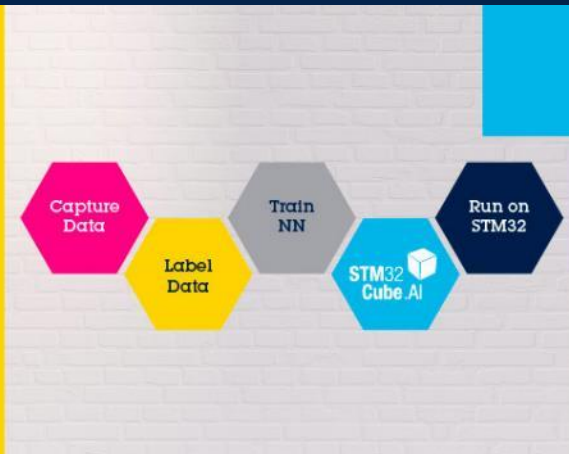 Capture
Data
Label
Data
Train
NN
STM32
Cube.AI
Run on
STM32